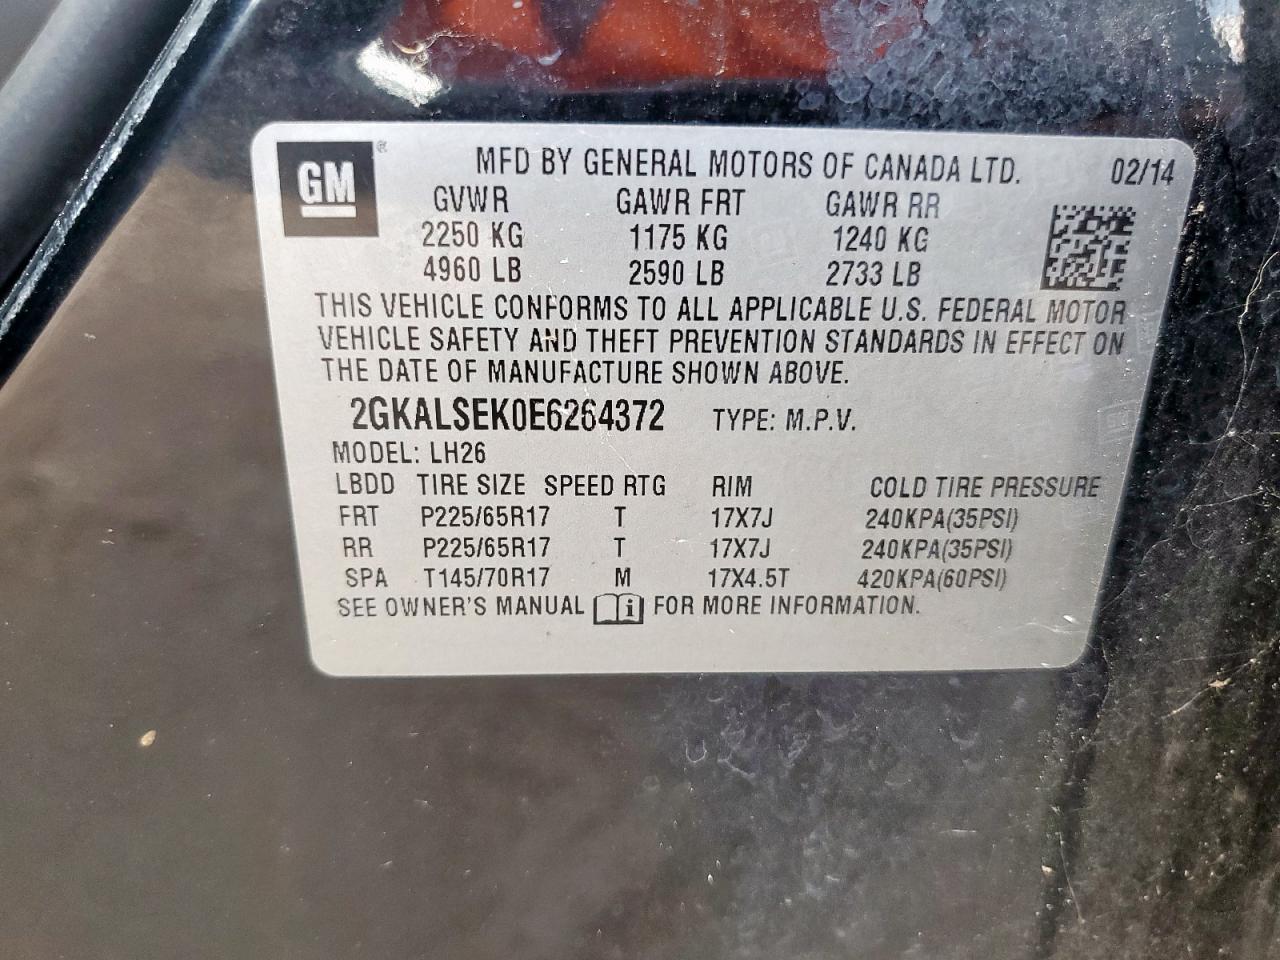 GM®
MFD BY GENERAL MOTORS OF CANADA LTD. 02/14
GVWR GAWR FRT GAWR RR
2250 KG 1175 KG 1240 KG
4960 LB 2590 LB 2733 LB
THIS VEHICLE CONFORMS TO ALL APPLICABLE U.S. FEDERAL MOTOR
VEHICLE SAFETY AND THEFT PREVENTION STANDARDS IN EFFECT ON
THE DATE OF MANUFACTURE SHOWN ABOVE.
2GKALSEK0E6264372 TYPE: M.P.V.
MODEL: LH26
LBDD TIRE SIZE SPEED RTG RIM COLD TIRE PRESSURE
FRT P225/65R17 T 17X7J 240KPA(35PSI)
RR P225/65R17 T 17X7J 240KPA(35PSI)
SPA T145/70R17 M 17X4.5T 420KPA(60PSI)
SEE OWNER'S MANUAL i FOR MORE INFORMATION.